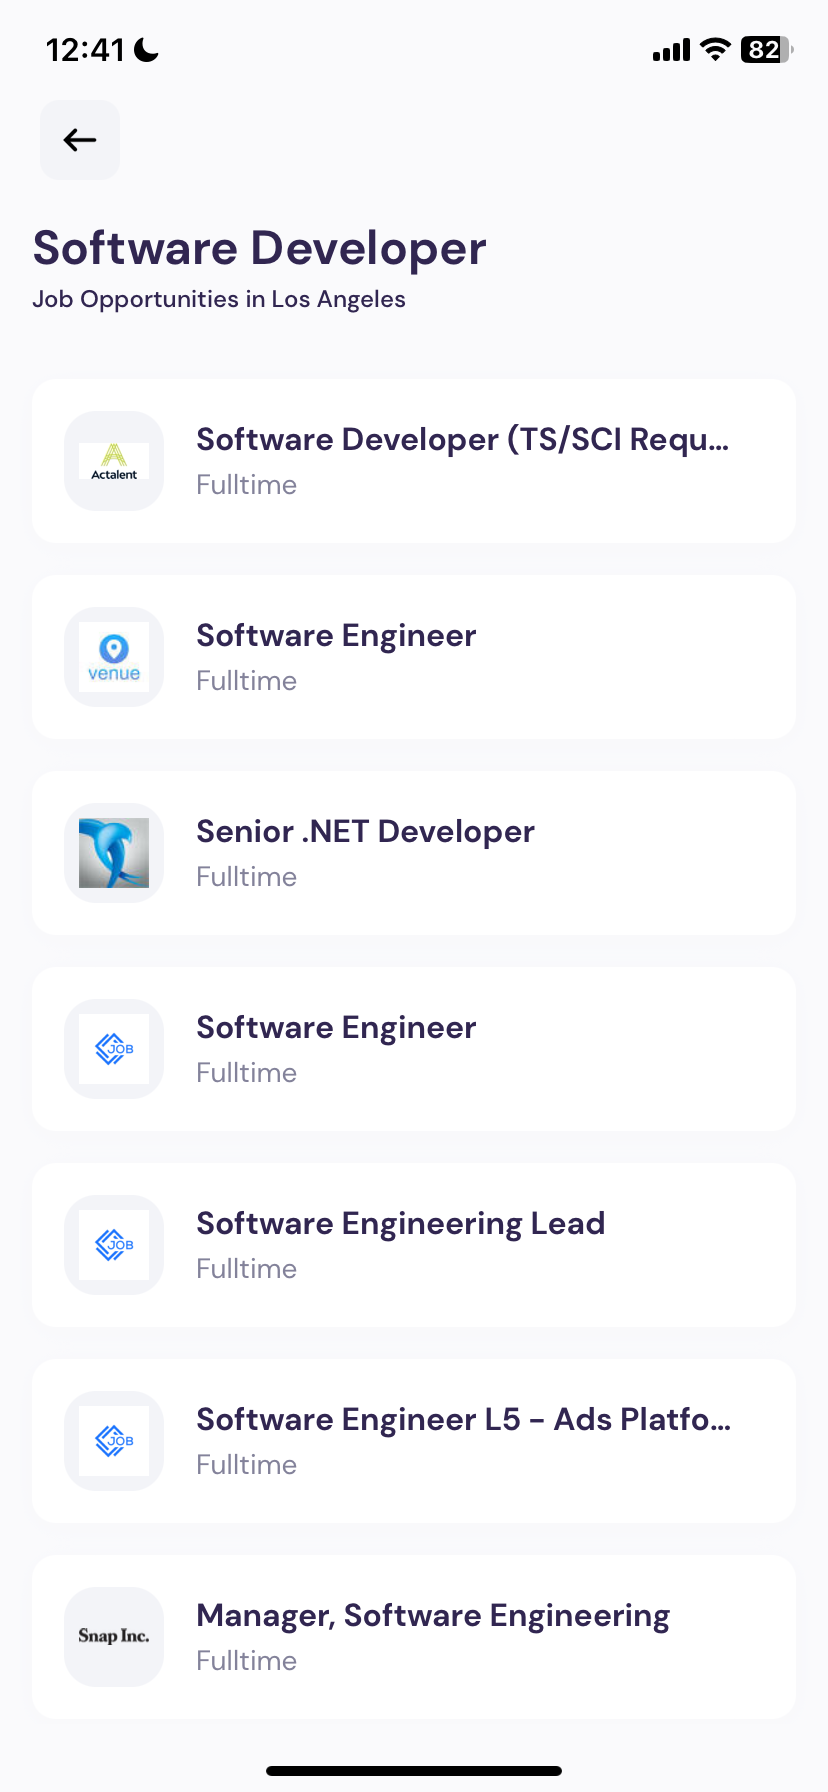 12:41
82
Software Developer
Job Opportunities in Los Angeles
Actalent
Software Developer (TS/SCI Requ...
Fulltime
venue
Software Engineer
Fulltime
Senior .NET Developer
Fulltime
JOB
Software Engineer
Fulltime
JOB
Software Engineering Lead
Fulltime
JOB
Software Engineer L5 – Ads Platfo...
Fulltime
Snap Inc.
Manager, Software Engineering
Fulltime